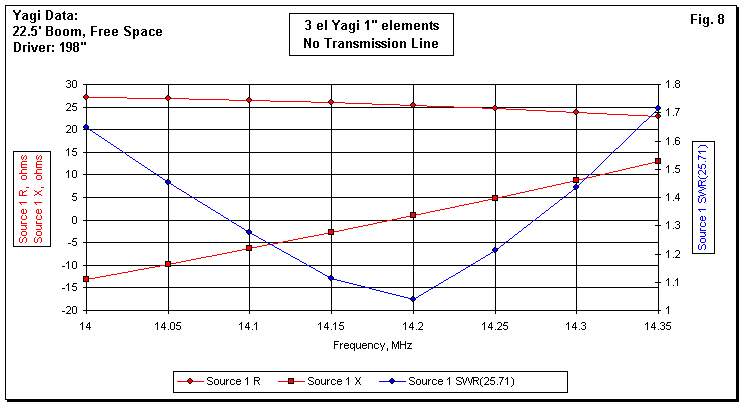 Yagi Data:
22.5' Boom, Free Space
Driver: 198"
3 el Yagi 1" elements
No Transmission Line
Fig. 8
30
25
20
15
10
5
0
-5
-10
-15
-20
Source 1 R, ohms
Source 1 X, ohms
1.8
1.7
1.6
1.5
1.4
1.3
1.2
1.1
1
Source 1 SWR(25.71)
14 14.05 14.1 14.15 14.2 14.25 14.3 14.35
Frequency, MHz
Source 1 R Source 1 X Source 1 SWR(25.71)